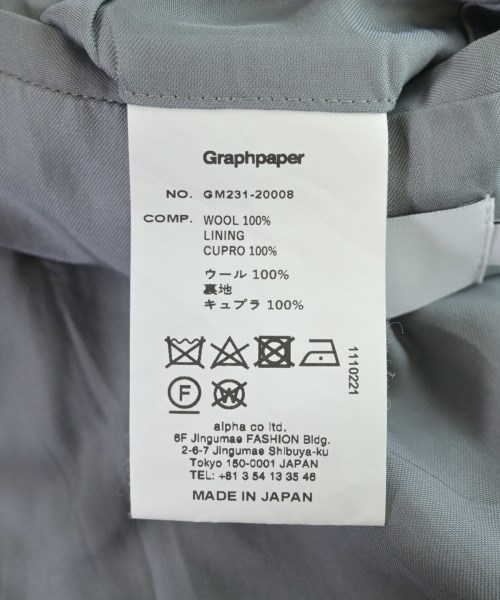 Graphpaper
NO. GM231-20008
COMP. WOOL 100%
LINING
CUPRO 100%
ウール 100%
裏地
キュプラ 100%
F W
1110221
alpha co ltd.
6F Jingumae FASHION Bldg.
2-6-7 Jingumae Shibuya-ku
Tokyo 150-0001 JAPAN
TEL: +81 3 54 13 35 46
MADE IN JAPAN